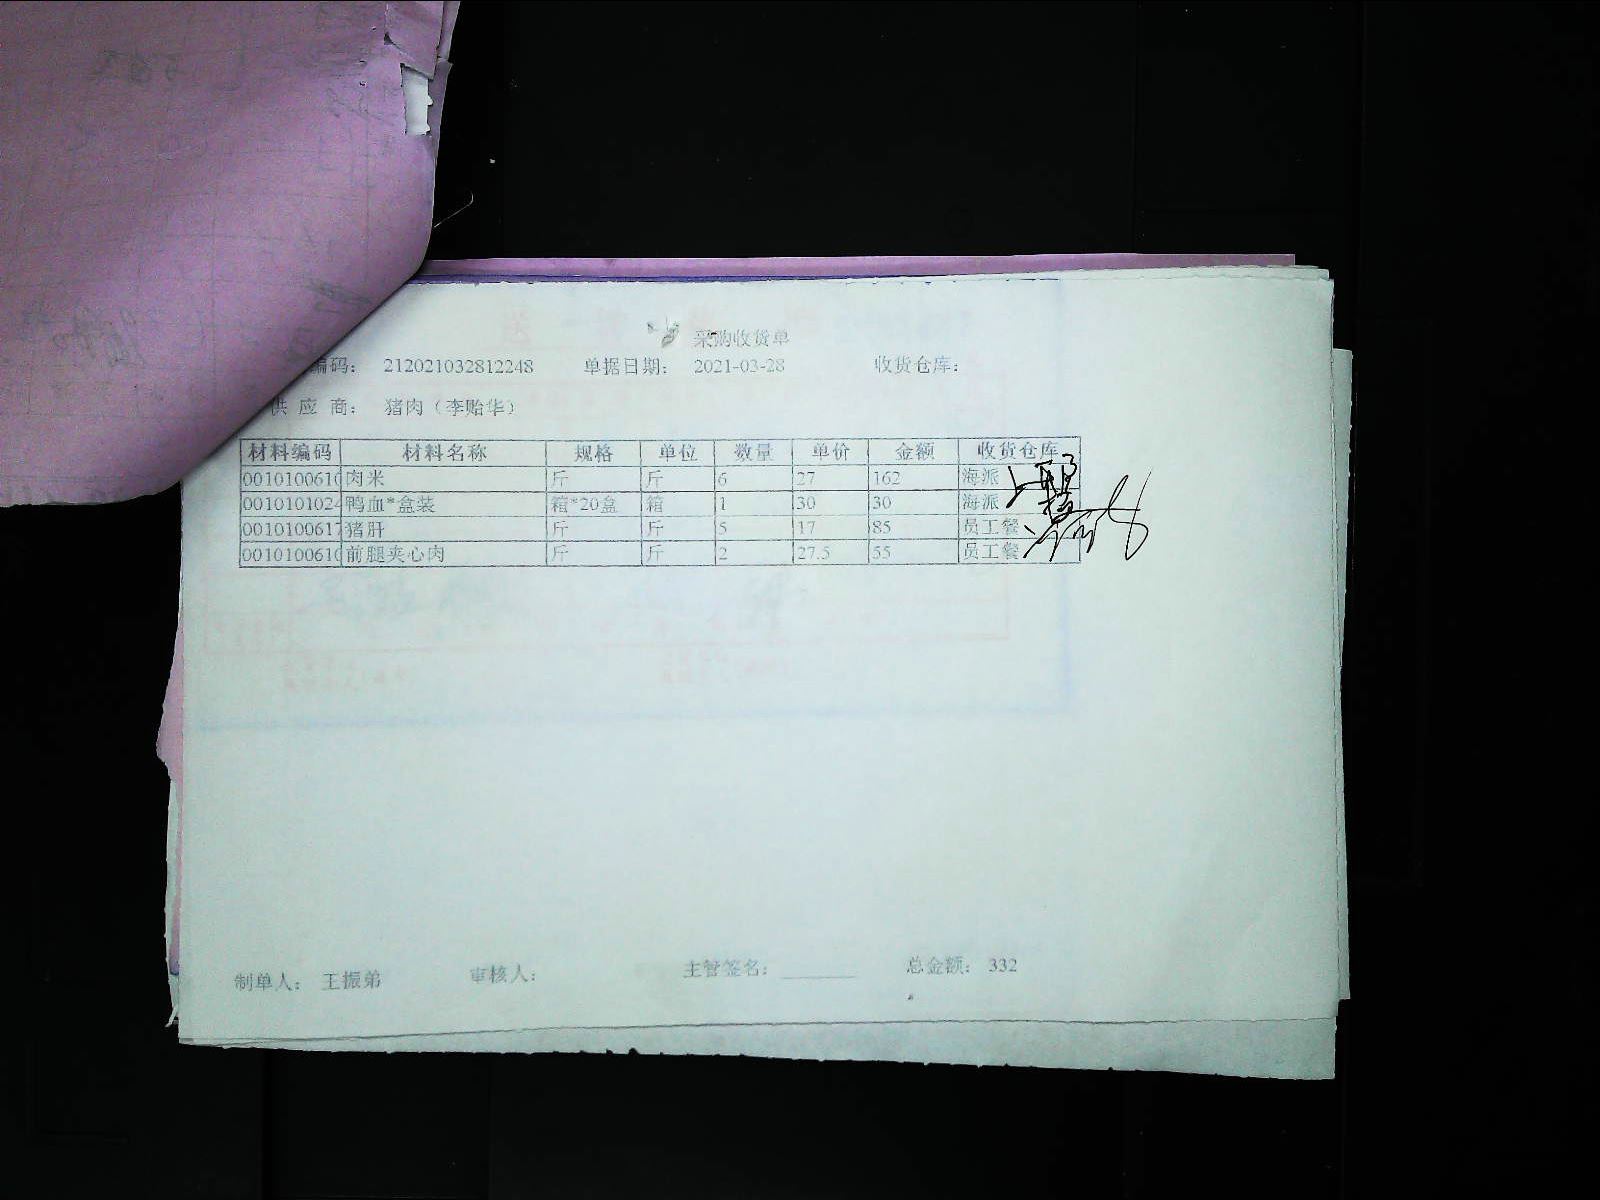 采购收货单
编码： 212021032812248 单据日期： 2021-03-28 收货仓库：
供 应 商： 猪肉（李贻华）
材料编码 材料名称 规格 单位 数量 单价 金额 收货仓库
0010100610 肉米 斤 斤 6 27 162 海派
0010101024 鸭血*盒装 箱*20盒 箱 1 30 30 海派
0010100617 猪肝 斤 斤 5 17 85 员工餐
0010100610 前腿夹心肉 斤 斤 2 27.5 55 员工餐
制单人： 王振弟 审核人： 主管签名： 总金额： 332